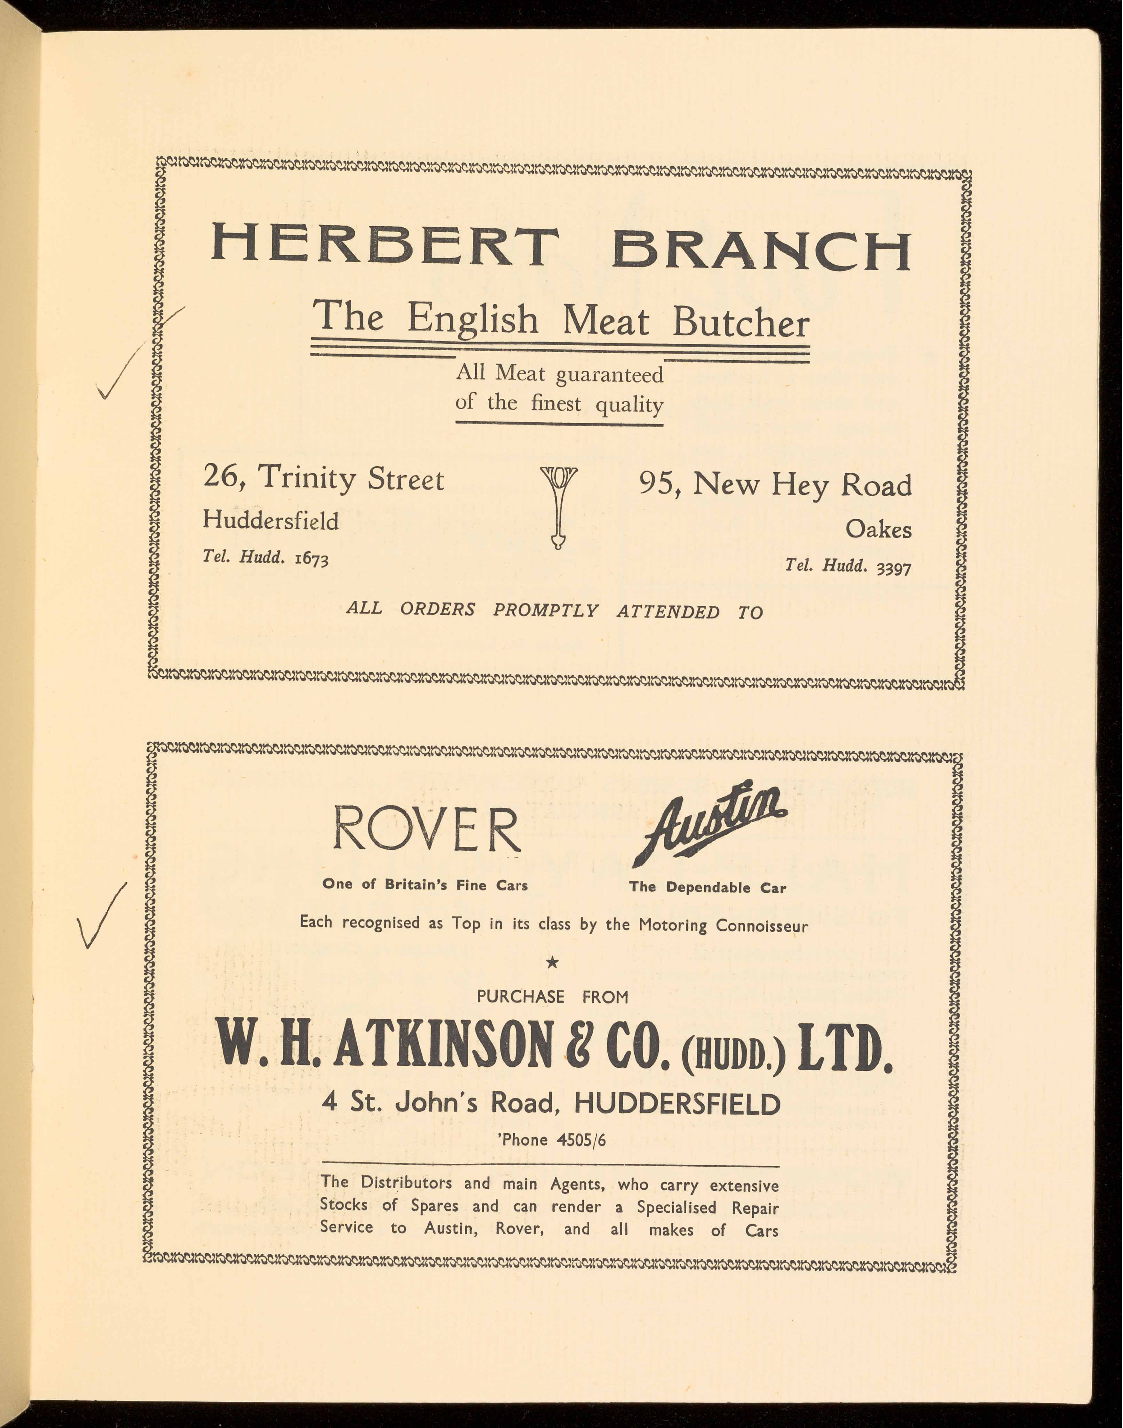 HERBERT BRANCH
The English Meat Butcher
All Meat guaranteed
of the finest quality
26, Trinity Street
Huddersfield
Tel. Hudd. 1673
95, New Hey Road
Oakes
Tel. Hudd. 3397
ALL ORDERS PROMPTLY ATTENDED TO
ROVER
One of Britain's Fine Cars
Austin
The Dependable Car
Each recognised as Top in its class by the Motoring Connoisseur
PURCHASE FROM
W. H. ATKINSON & CO. (HUDD.) LTD.
4 St. John's Road, HUDDERSFIELD
'Phone 4505/6
The Distributors and main Agents, who carry extensive
Stocks of Spares and can render a Specialised Repair
Service to Austin, Rover, and all makes of Cars